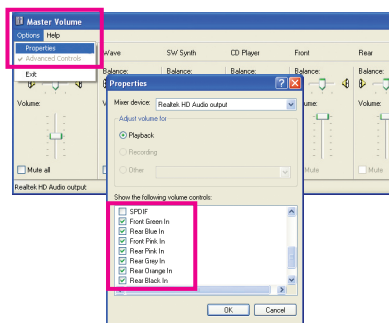 Master Volume
Options Help
Properties
Advanced Controls
Exit
Wave SW Synth CD Player Front Rear
Balance: Balance: Balance: Balance:
Volume:
Mute all
Realtek HD Audio output
Properties
Mixer device: Realtek HD Audio output
Adjust volume for
Playback
Recording
Other
Show the following volume controls:
SPDIF
Front Green In
Rear Blue In
Front Pink In
Rear Pink In
Rear Grey In
Rear Orange In
Rear Black In
OK Cancel
Volume:
Mute
Mute